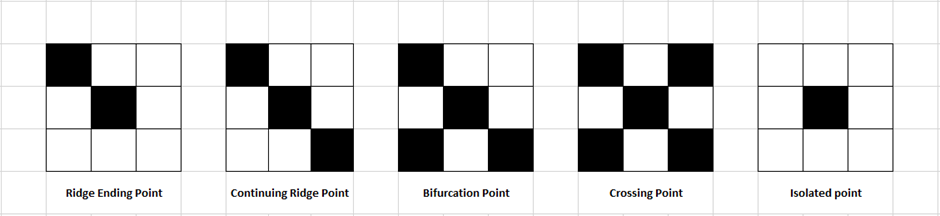 Ridge Ending Point
Continuing Ridge Point
Bifurcation Point
Crossing Point
Isolated point